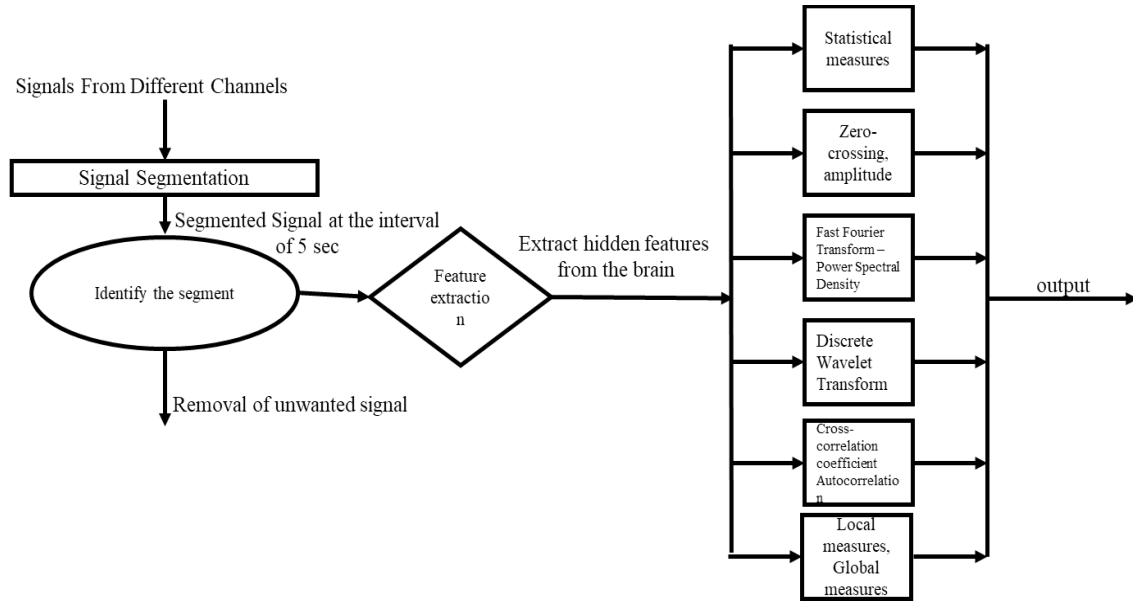 Signals From Different Channels
Signal Segmentation
Segmented Signal at the interval
of 5 sec
Identify the segment
Removal of unwanted signal
Feature
extractio
n
Extract hidden features
from the brain
Statistical
measures
Zero-
crossing,
amplitude
Fast Fourier
Transform –
Power Spectral
Density
Discrete
Wavelet
Transform
Cross-
correlation
coefficient
Autocorrelatio
n
Local
measures,
Global
measures
output